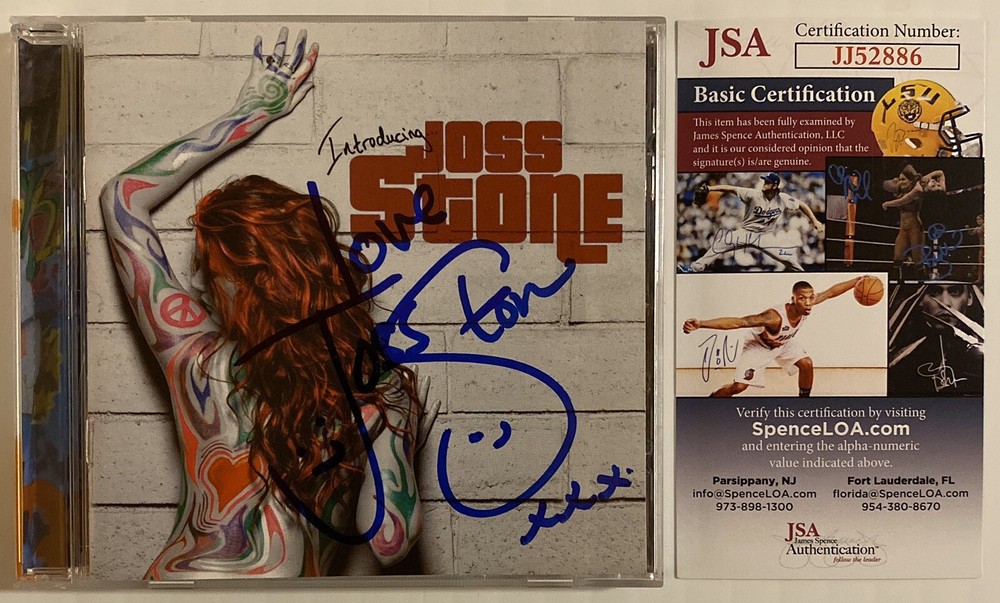 Introducing
JOSS
STONE
Love
Joss Stone
JSA
Certification Number:
JJ52886
Basic Certification
This item has been fully examined by
James Spence Authentication, LLC
and it is our considered opinion that the
signature(s) is/are genuine.
LSU
Dodgers
Verify this certification by visiting
SpenceLOA.com
and entering the alpha-numeric
value indicated above.
Parsippany, NJ
info@SpenceLOA.com
973-898-1300
Fort Lauderdale, FL
florida@SpenceLOA.com
954-380-8670
JSA
James Spence
Authentication™
follow the leader